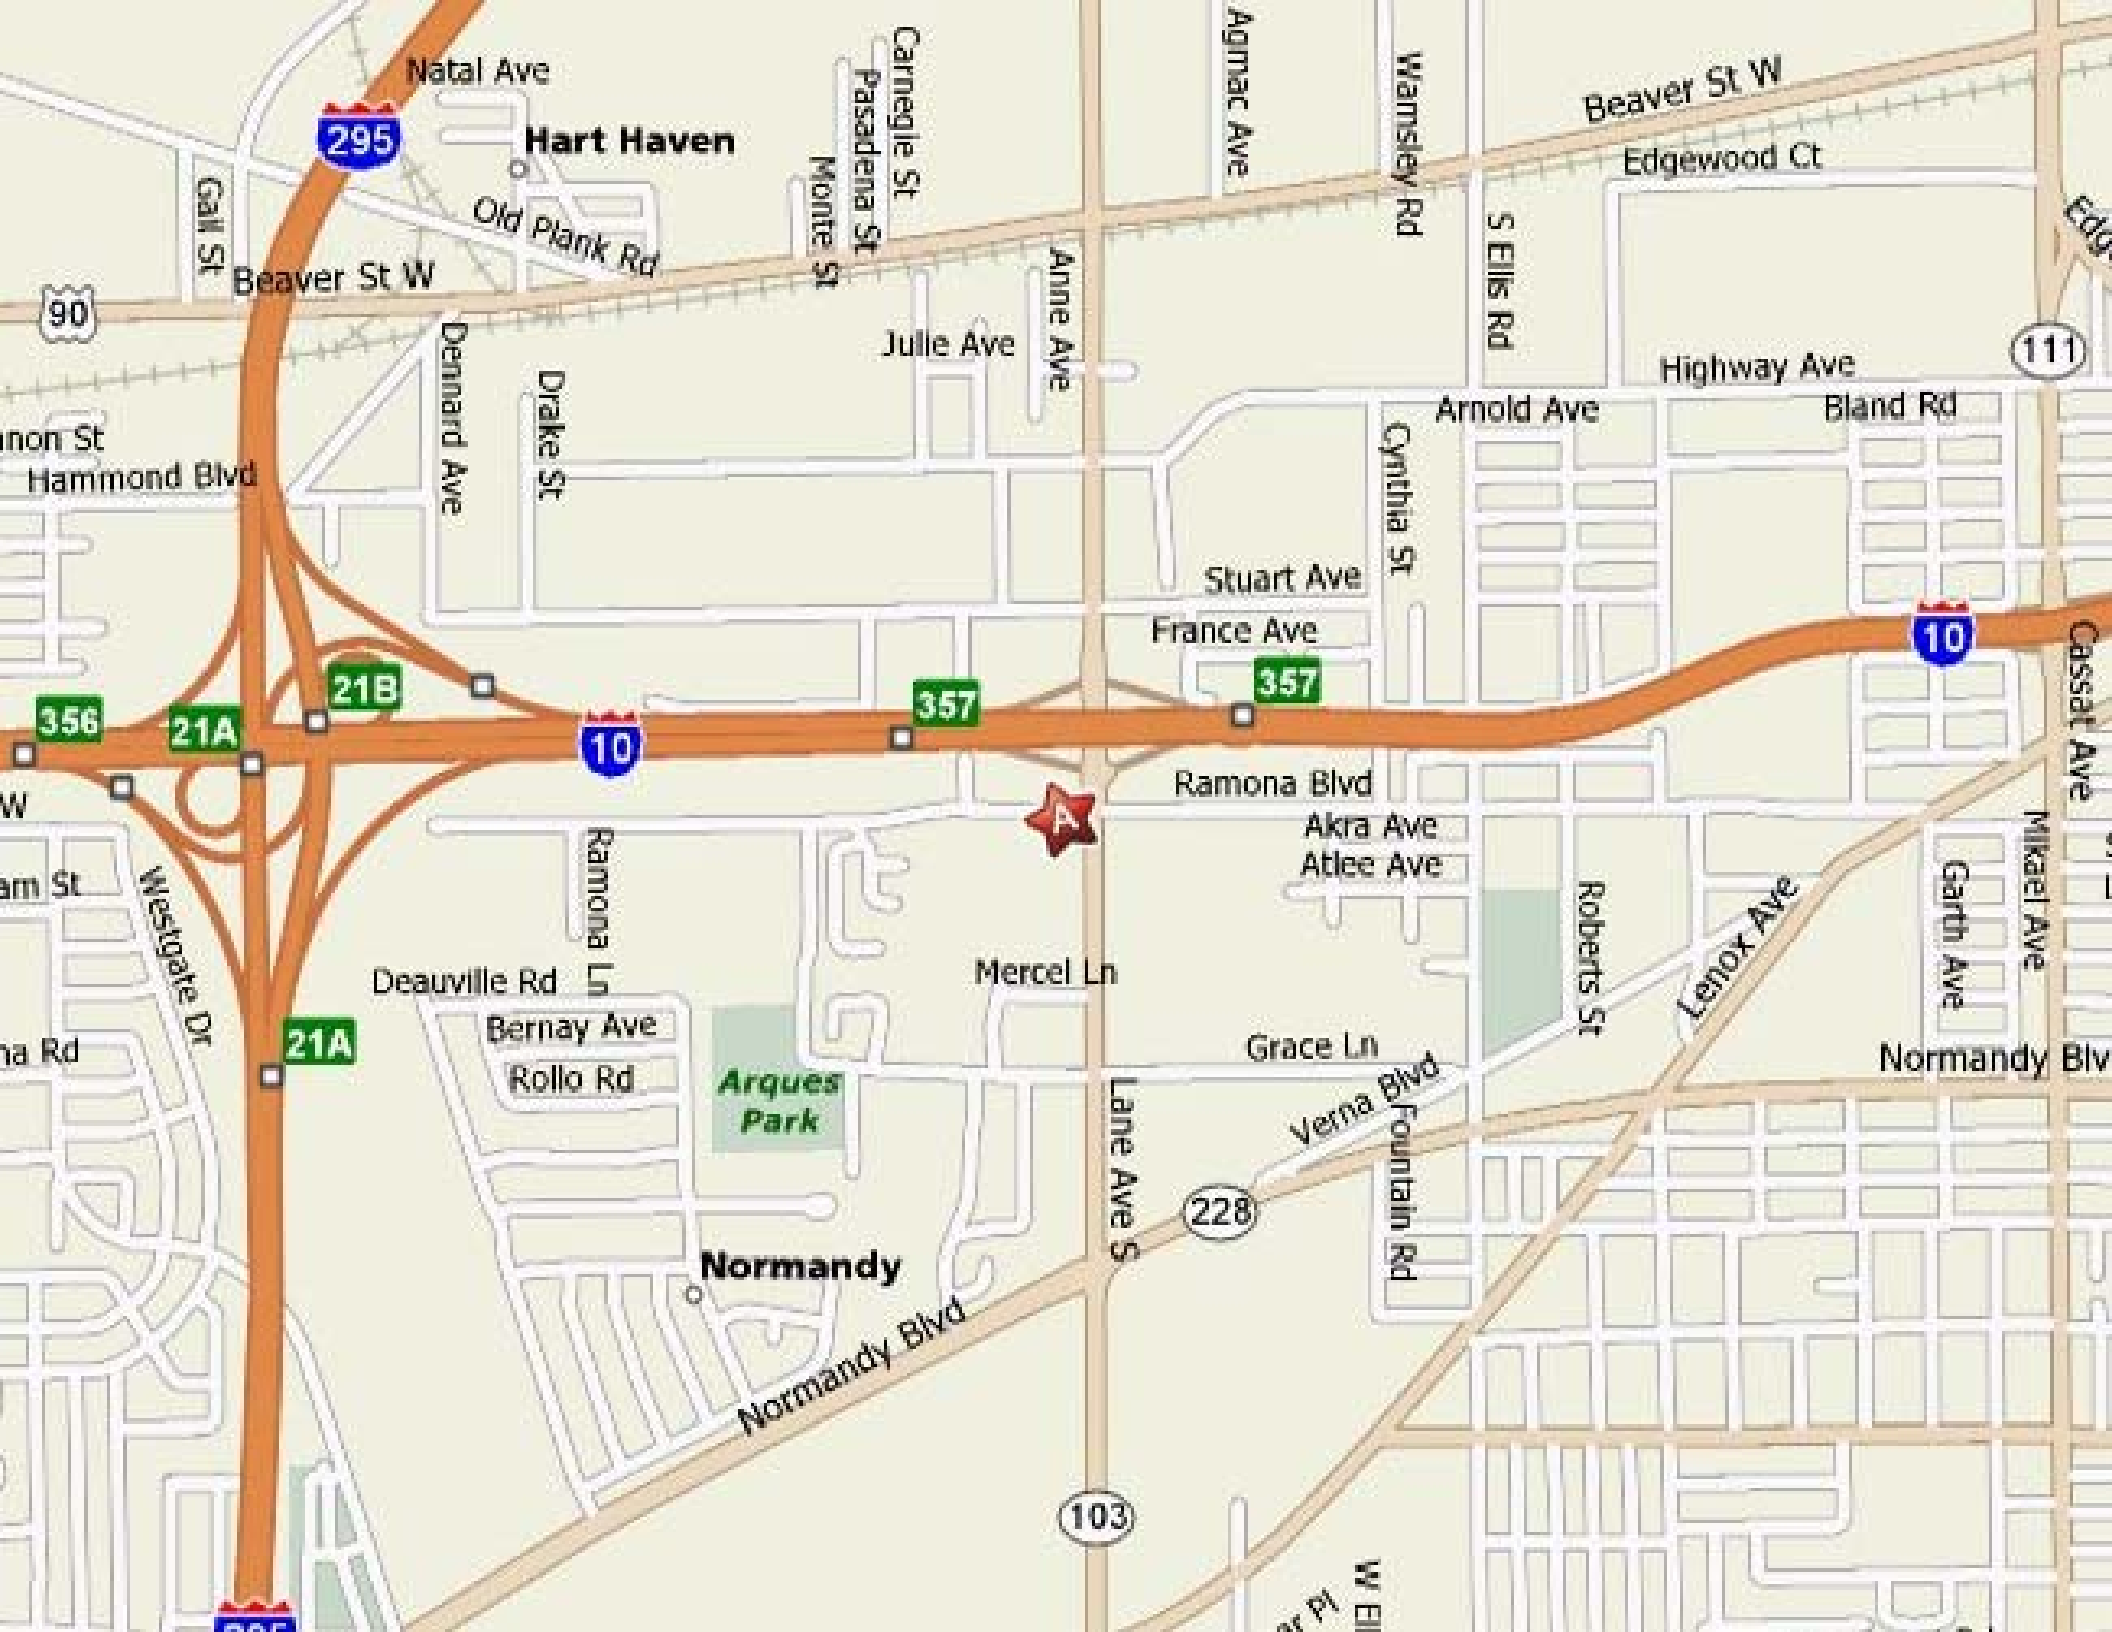 Natal Ave
295
Hart Haven
Carnegie St
Pasadena St
Monte St
Agmac Ave
Wamsley Rd
Beaver St W
Edgewood Ct
Gall St
Old Plank Rd
Beaver St W
90
S Ellis Rd
Anne Ave
Julie Ave
111
Highway Ave
Arnold Ave
Bland Rd
Dennard Ave
Drake St
Hammond Blvd
Cynthia St
Stuart Ave
France Ave
10
Cassat Ave
21B
357
357
356
21A
10
W
Ramona Blvd
Akra Ave
Atlee Ave
A
Ramona Ln
Westgate Dr
Mikael Ave
Garth Ave
Roberts St
Lenox Ave
Deauville Rd
Mercel Ln
Bernay Ave
21A
Rollo Rd
Grace Ln
Normandy Blv
Arques
Park
Verna Blvd
Fountain Rd
Lane Ave S
228
Normandy
Normandy Blvd
103
295